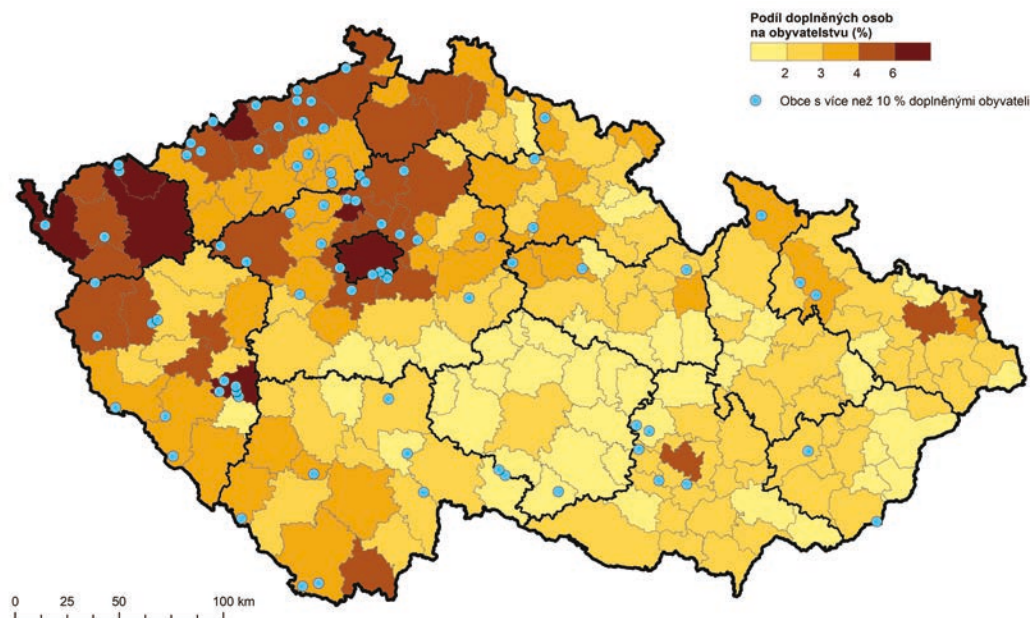 Podíl doplněných osob
na obyvatelstvu (%)
2 3 4 6
Obce s více než 10 % doplněnými obyvateli
0 25 50 100 km